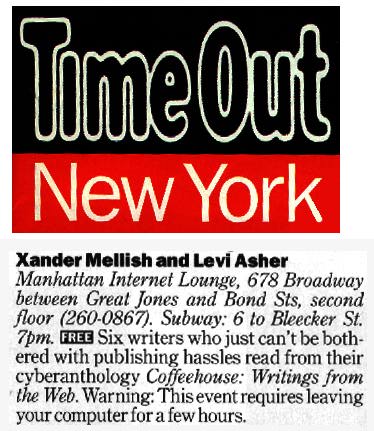 Time Out
New York
Xander Mellish and Levi Asher
Manhattan Internet Lounge, 678 Broadway
between Great Jones and Bond Sts, second
floor (260-0867). Subway: 6 to Bleecker St.
7pm. FREE Six writers who just can't be both-
ered with publishing hassles read from their
cyberanthology Coffeehouse: Writings from
the Web. Warning: This event requires leaving
your computer for a few hours.